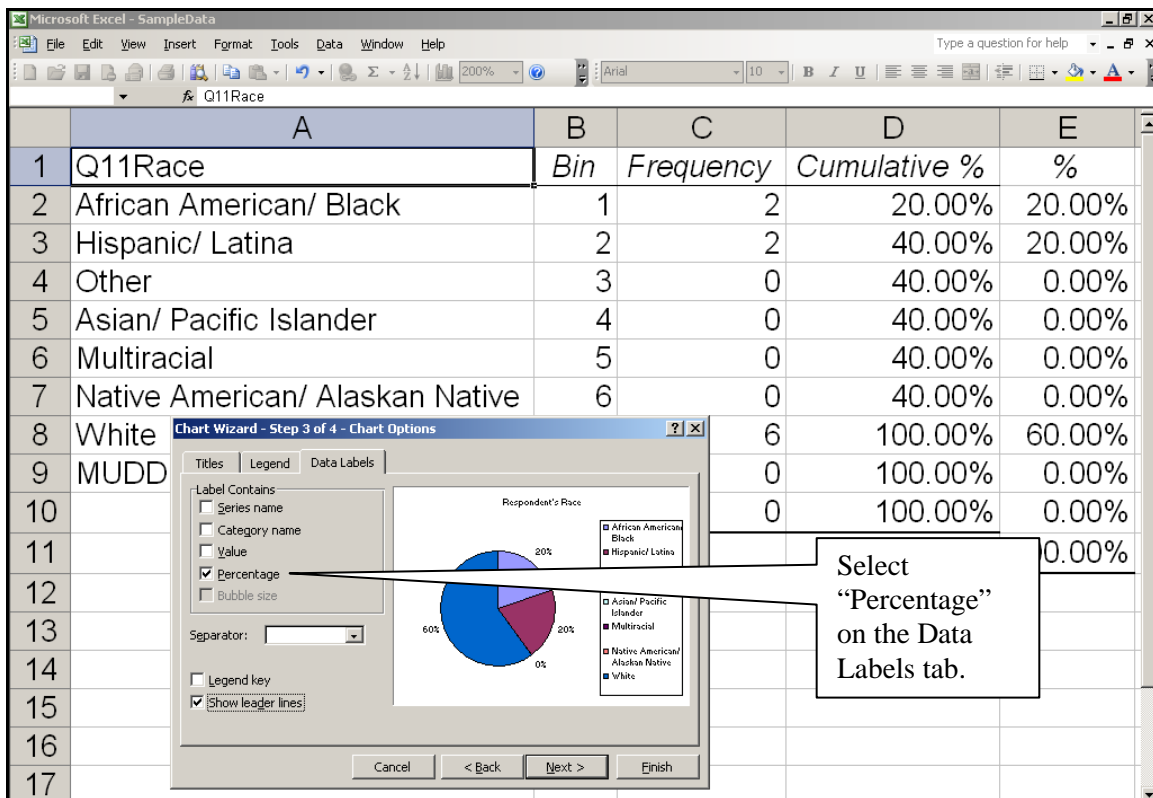 Microsoft Excel - SampleData
File Edit View Insert Format Tools Data Window Help Type a question for help
200% Arial 10 B I U
fx Q11Race
A B C D E
1 Q11Race Bin Frequency Cumulative % %
2 African American/ Black 1 2 20.00% 20.00%
3 Hispanic/ Latina 2 2 40.00% 20.00%
4 Other 3 0 40.00% 0.00%
5 Asian/ Pacific Islander 4 0 40.00% 0.00%
6 Multiracial 5 0 40.00% 0.00%
7 Native American/ Alaskan Native 6 0 40.00% 0.00%
8 White 6 100.00% 60.00%
9 MUDD 0 100.00% 0.00%
10 0 100.00% 0.00%
11 00.00%
12
13
14
15
16
17
Chart Wizard - Step 3 of 4 - Chart Options
Titles Legend Data Labels
Label Contains
Series name
Category name
Value
Percentage
Bubble size
Separator:
Legend key
Show leader lines
Respondent's Race
20%
20%
0%
60%
African American/
Black
Hispanic/ Latina
Asian/ Pacific
Islander
Multiracial
Native American/
Alaskan Native
White
Cancel < Back Next > Finish
Select
“Percentage”
on the Data
Labels tab.